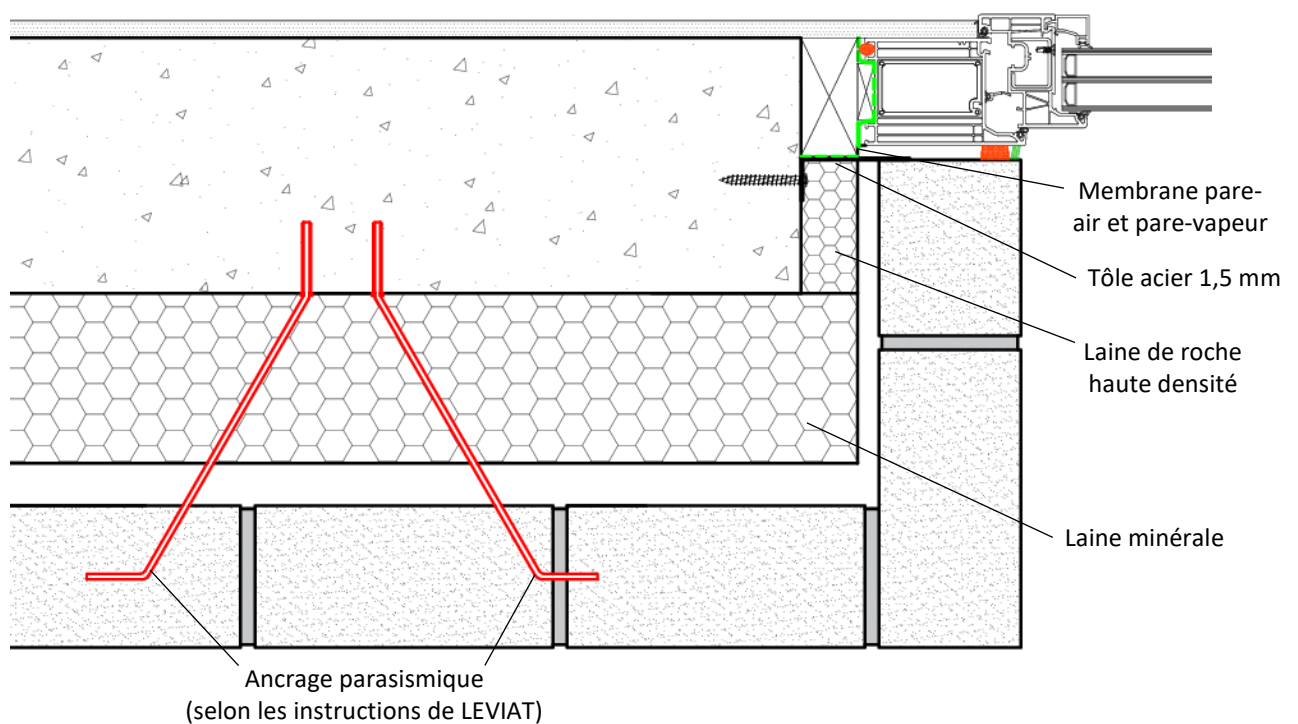 Membrane pare-
air et pare-vapeur
Tôle acier 1,5 mm
Laine de roche
haute densité
Laine minérale
Ancrage parasismique
(selon les instructions de LEVIAT)